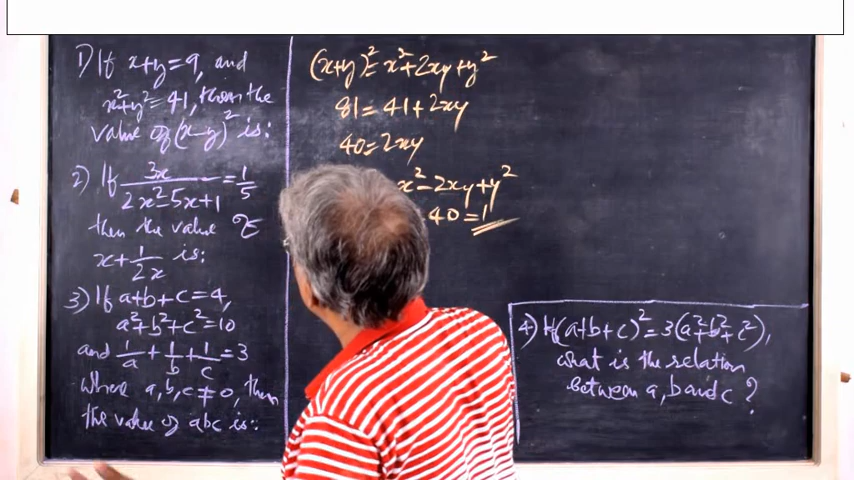 1) If x+y=9, and
x²+y²=41, then the
value of (x-y)² is:
2) If 3x/(2x²-5x+1)=1/5
then the value of
x+1/2x is:
3) If a+b+c=4,
a²+b²+c²=10
and 1/a+1/b+1/c=3
where a,b,c≠0, then
the value of abc is:
(x+y)²=x²+2xy+y²
81=41+2xy
40=2xy
x²-2xy+y²
40=1
4) If (a+b+c)²=3(a²+b²+c²),
what is the relation
between a, b and c?